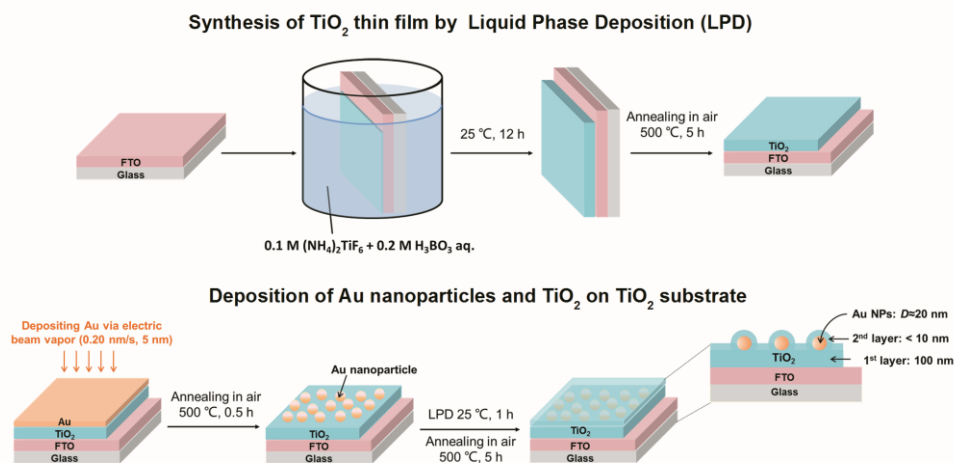 Synthesis of TiO₂ thin film by Liquid Phase Deposition (LPD)
FTO
Glass
25 ℃, 12 h
Annealing in air
500 ℃, 5 h
TiO₂
FTO
Glass
0.1 M (NH₄)₂TiF₆ + 0.2 M H₃BO₃ aq.
Deposition of Au nanoparticles and TiO₂ on TiO₂ substrate
Depositing Au via electric
beam vapor (0.20 nm/s, 5 nm)
Au
TiO₂
FTO
Glass
Annealing in air
500 ℃, 0.5 h
Au nanoparticle
TiO₂
FTO
Glass
LPD 25 ℃, 1 h
Annealing in air
500 ℃, 5 h
TiO₂
FTO
Glass
Au NPs: D≈20 nm
2nd layer: < 10 nm
1st layer: 100 nm
TiO₂
FTO
Glass